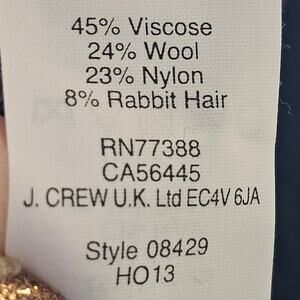 45% Viscose
24% Wool
23% Nylon
8% Rabbit Hair
RN77388
CA56445
J. CREW U.K. Ltd EC4V 6JA
Style 08429
HO13